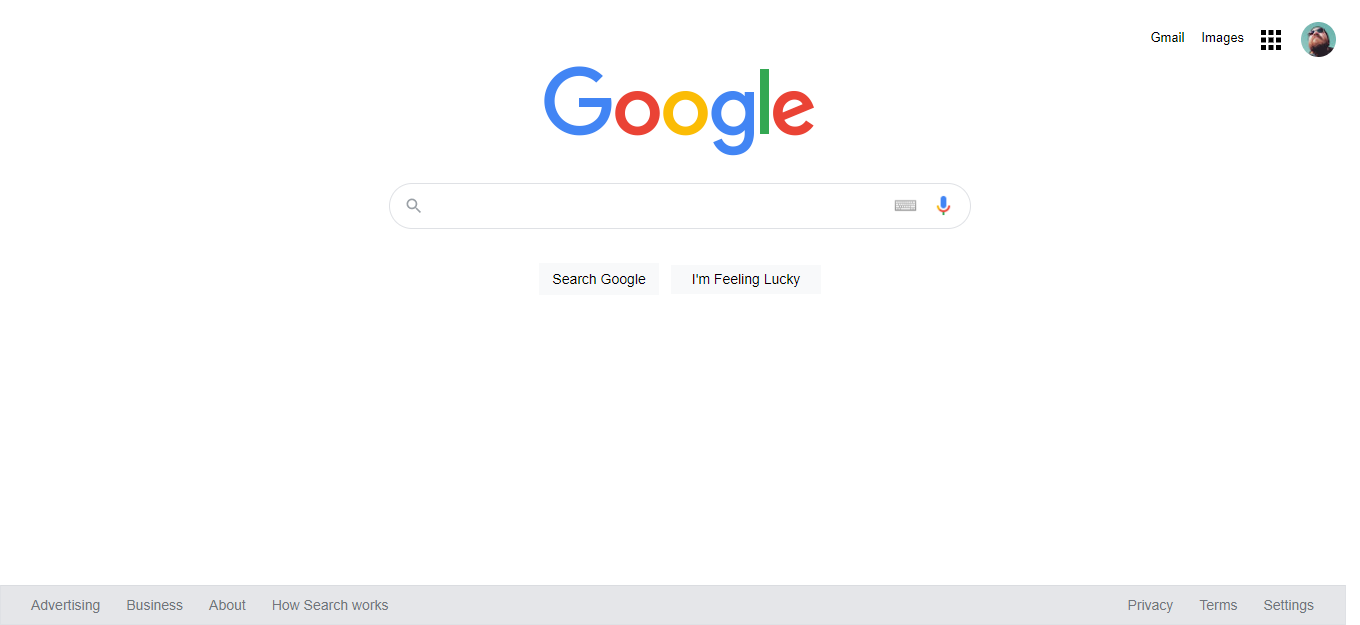 Gmail Images
Google
Search Google I'm Feeling Lucky
Advertising Business About How Search works Privacy Terms Settings